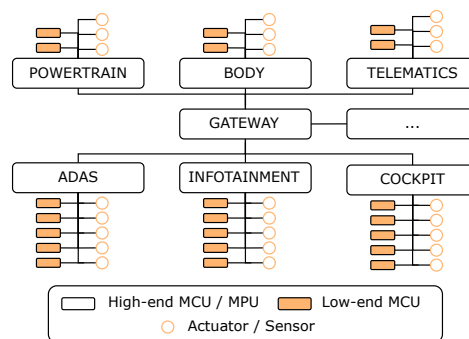 POWERTRAIN
BODY
TELEMATICS
GATEWAY
...
ADAS
INFOTAINMENT
COCKPIT
High-end MCU / MPU
Low-end MCU
Actuator / Sensor